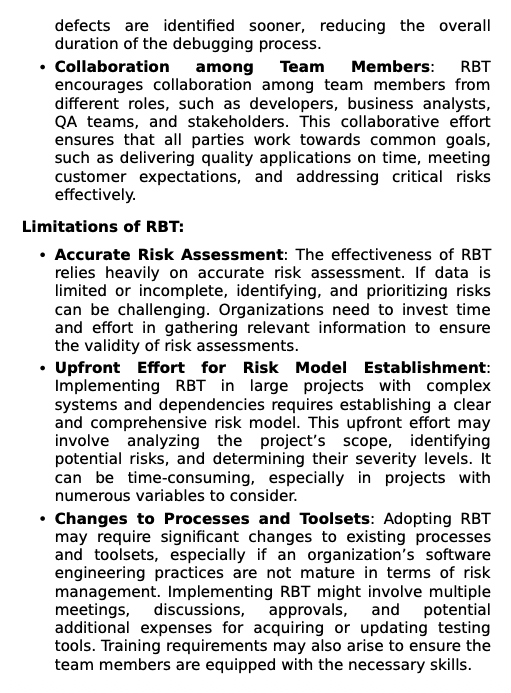 defects are identified sooner, reducing the overall
duration of the debugging process.
• Collaboration among Team Members: RBT
encourages collaboration among team members from
different roles, such as developers, business analysts,
QA teams, and stakeholders. This collaborative effort
ensures that all parties work towards common goals,
such as delivering quality applications on time, meeting
customer expectations, and addressing critical risks
effectively.
Limitations of RBT:
• Accurate Risk Assessment: The effectiveness of RBT
relies heavily on accurate risk assessment. If data is
limited or incomplete, identifying, and prioritizing risks
can be challenging. Organizations need to invest time
and effort in gathering relevant information to ensure
the validity of risk assessments.
• Upfront Effort for Risk Model Establishment:
Implementing RBT in large projects with complex
systems and dependencies requires establishing a clear
and comprehensive risk model. This upfront effort may
involve analyzing the project’s scope, identifying
potential risks, and determining their severity levels. It
can be time-consuming, especially in projects with
numerous variables to consider.
• Changes to Processes and Toolsets: Adopting RBT
may require significant changes to existing processes
and toolsets, especially if an organization’s software
engineering practices are not mature in terms of risk
management. Implementing RBT might involve multiple
meetings, discussions, approvals, and potential
additional expenses for acquiring or updating testing
tools. Training requirements may also arise to ensure the
team members are equipped with the necessary skills.